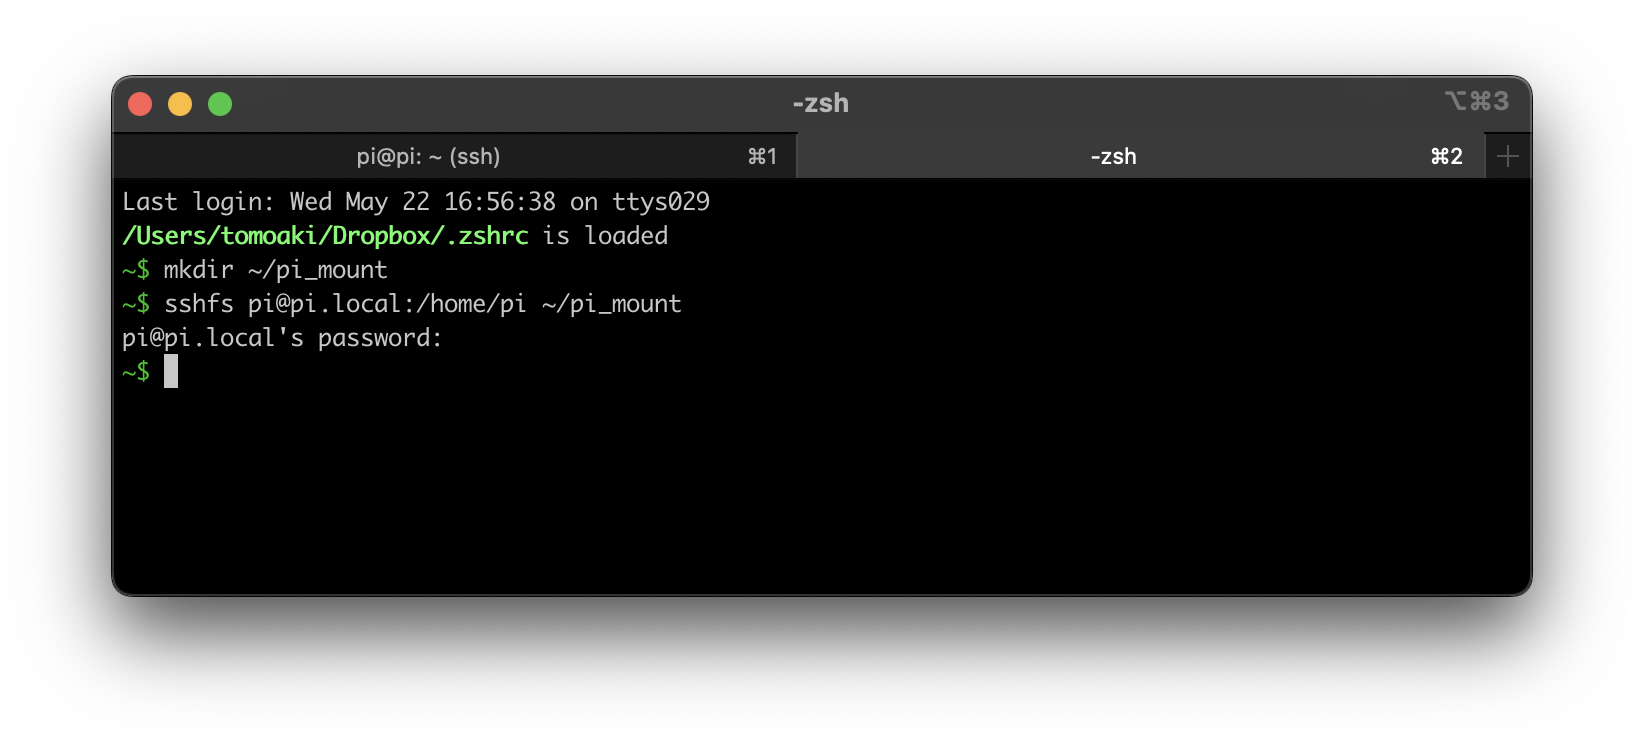 -zsh
⌥⌘3
pi@pi: ~ (ssh)
⌘1
-zsh
⌘2
Last login: Wed May 22 16:56:38 on ttys029
/Users/tomoaki/Dropbox/.zshrc is loaded
~$ mkdir ~/pi_mount
~$ sshfs pi@pi.local:/home/pi ~/pi_mount
pi@pi.local's password:
~$